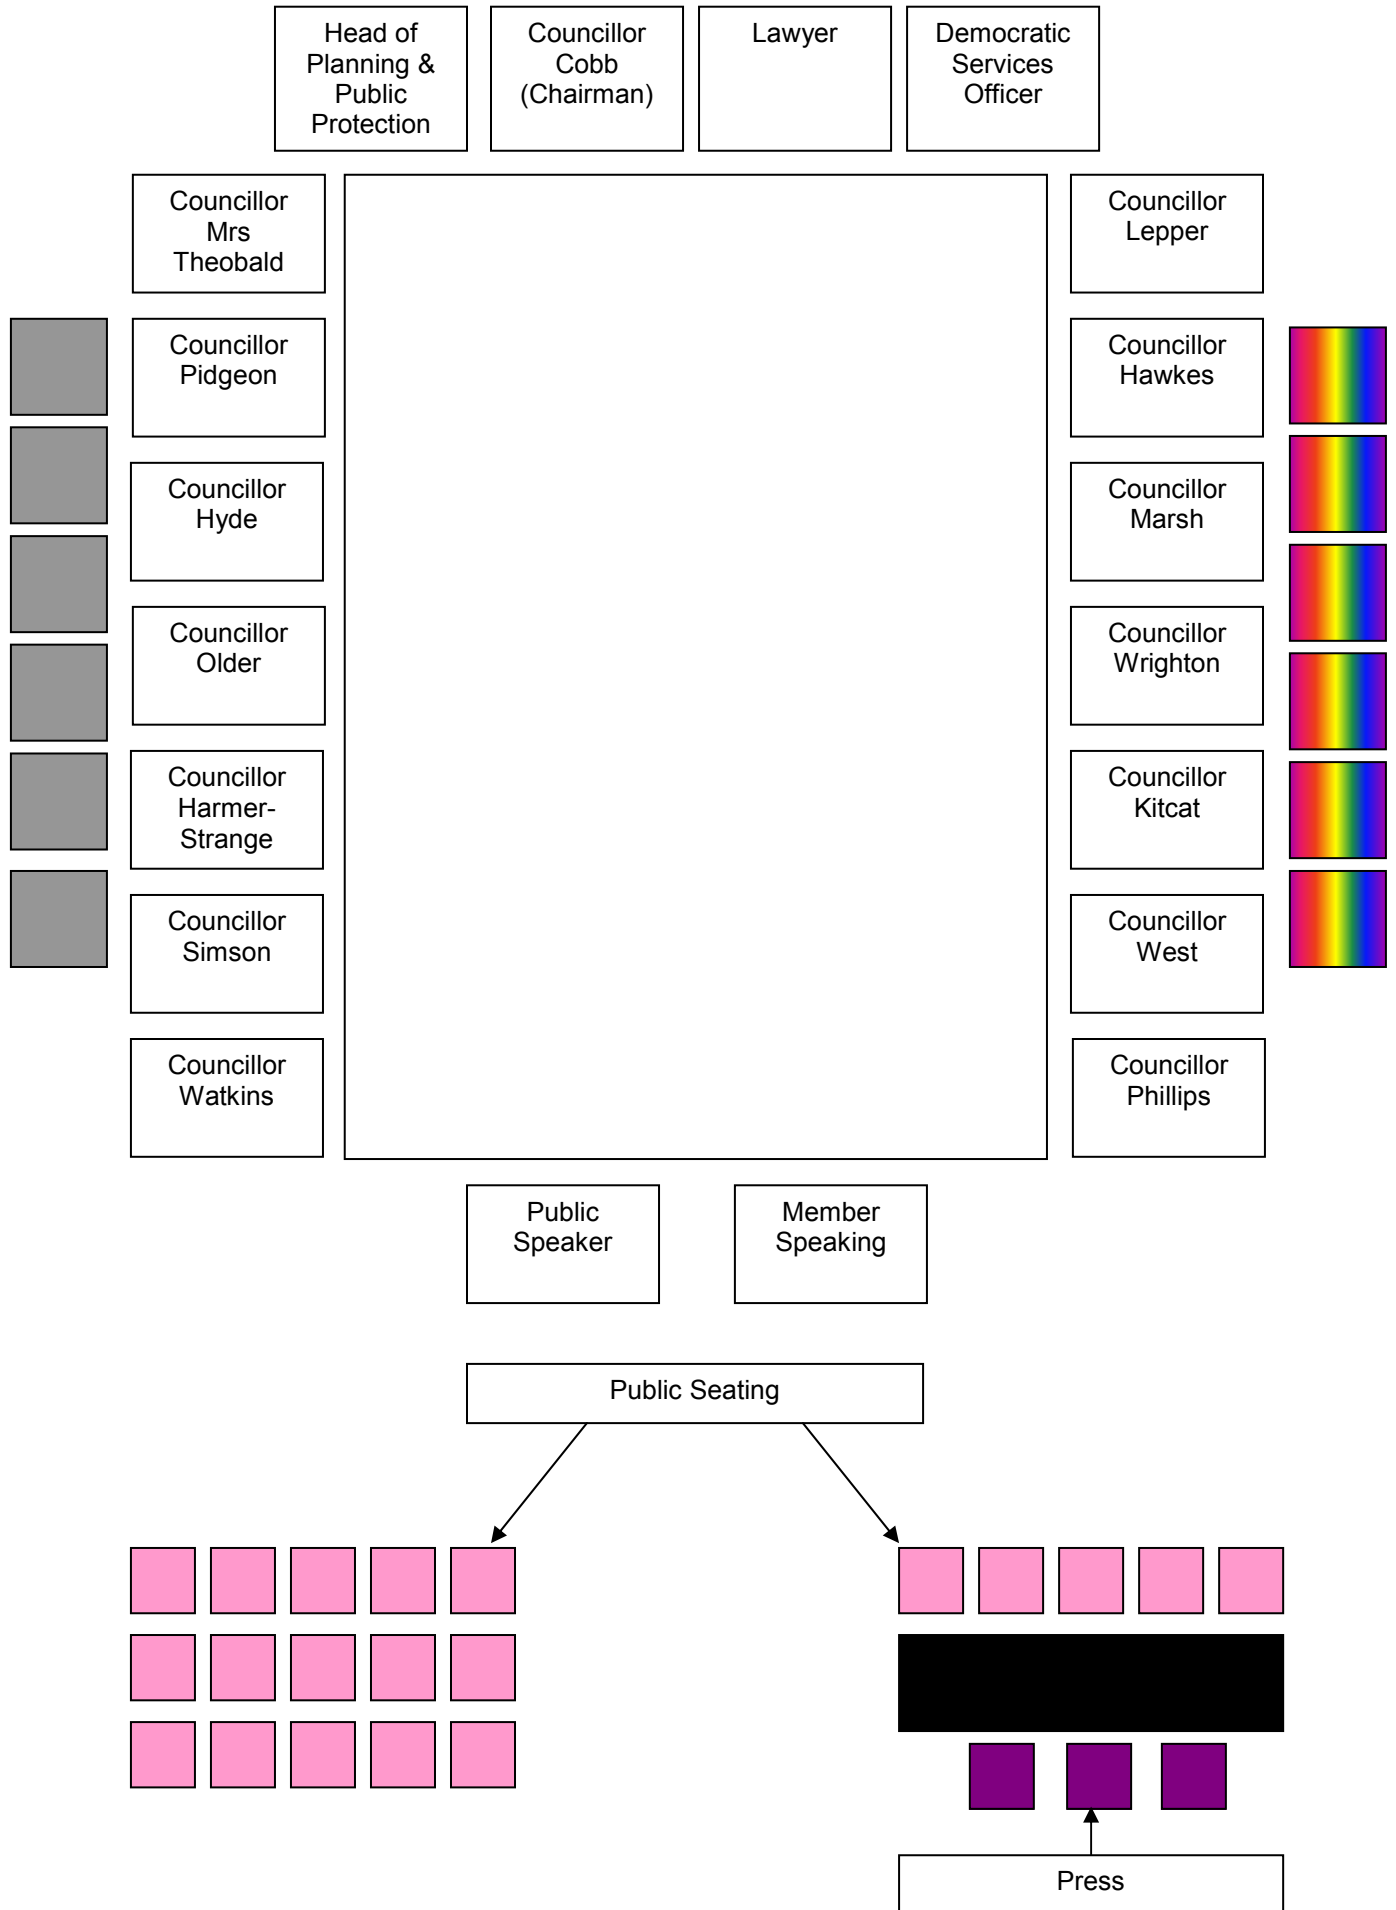 Head of
Planning &
Public
Protection
Councillor
Cobb
(Chairman)
Lawyer
Democratic
Services
Officer
Councillor
Mrs
Theobald
Councillor
Lepper
Councillor
Pidgeon
Councillor
Hawkes
Councillor
Hyde
Councillor
Marsh
Councillor
Older
Councillor
Wrighton
Councillor
Harmer-
Strange
Councillor
Kitcat
Councillor
Simson
Councillor
West
Councillor
Watkins
Councillor
Phillips
Public
Speaker
Member
Speaking
Public Seating
Press